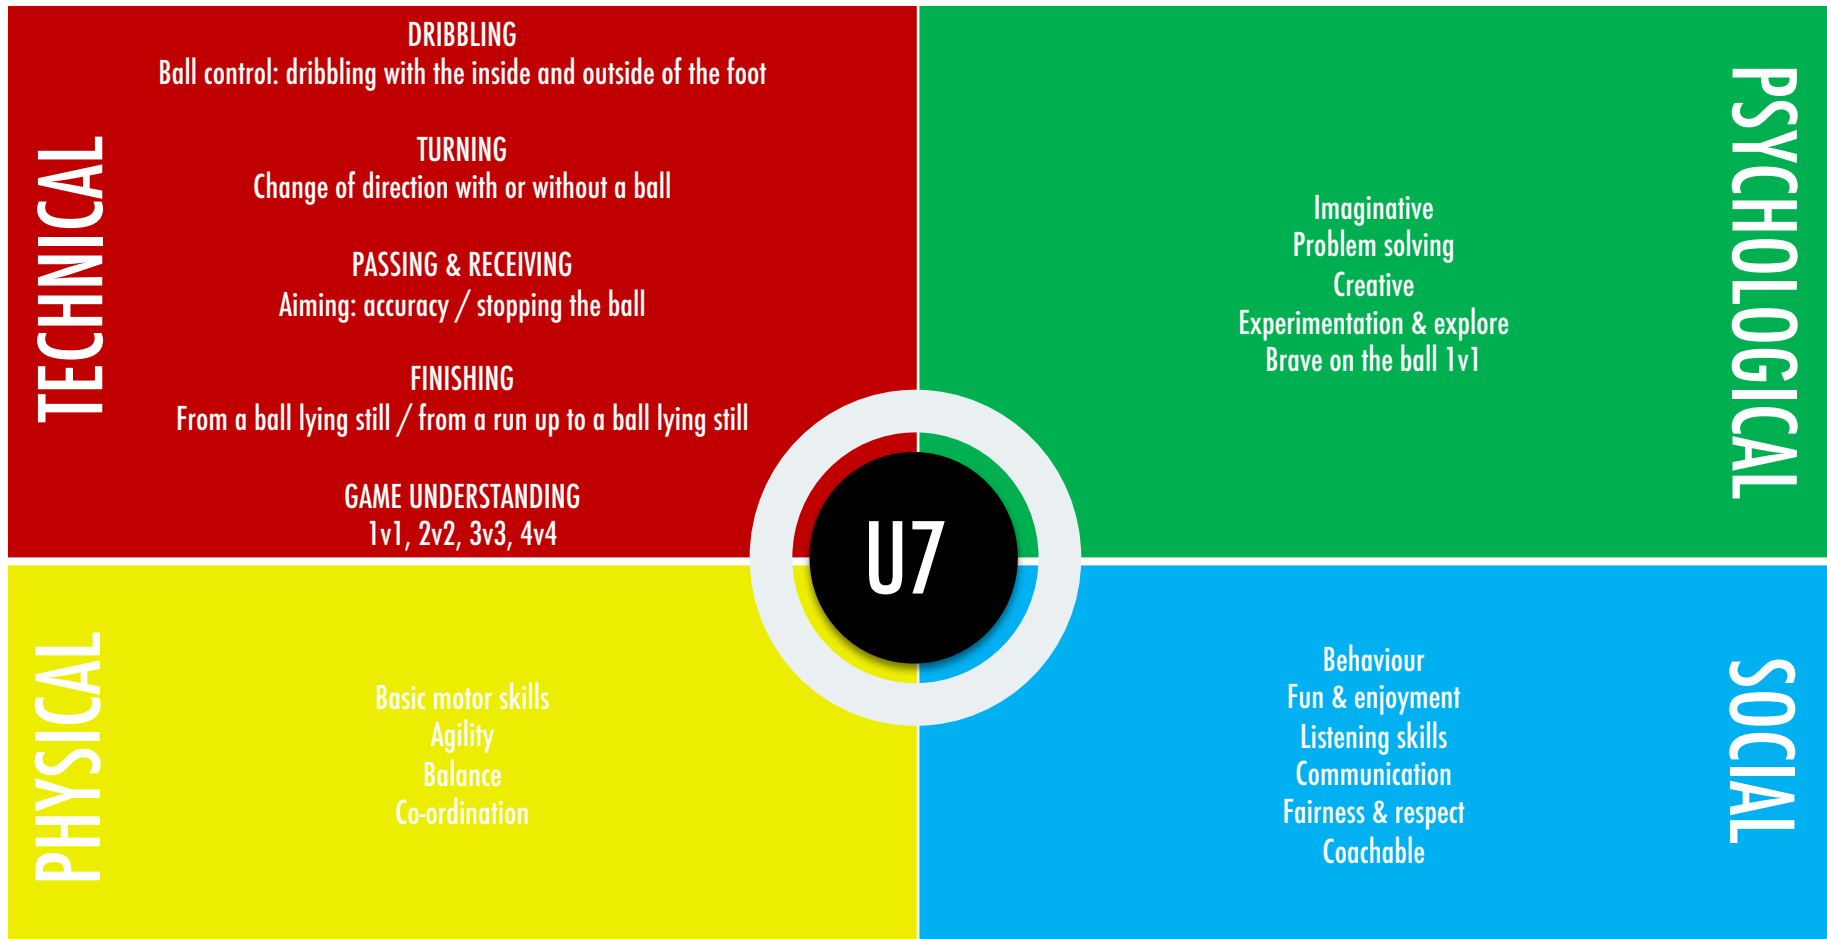 TECHNICAL
DRIBBLING
Ball control: dribbling with the inside and outside of the foot
TURNING
Change of direction with or without a ball
PASSING & RECEIVING
Aiming: accuracy / stopping the ball
FINISHING
From a ball lying still / from a run up to a ball lying still
GAME UNDERSTANDING
1v1, 2v2, 3v3, 4v4
PSYCHOLOGICAL
Imaginative
Problem solving
Creative
Experimentation & explore
Brave on the ball 1v1
U7
PHYSICAL
Basic motor skills
Agility
Balance
Co-ordination
SOCIAL
Behaviour
Fun & enjoyment
Listening skills
Communication
Fairness & respect
Coachable